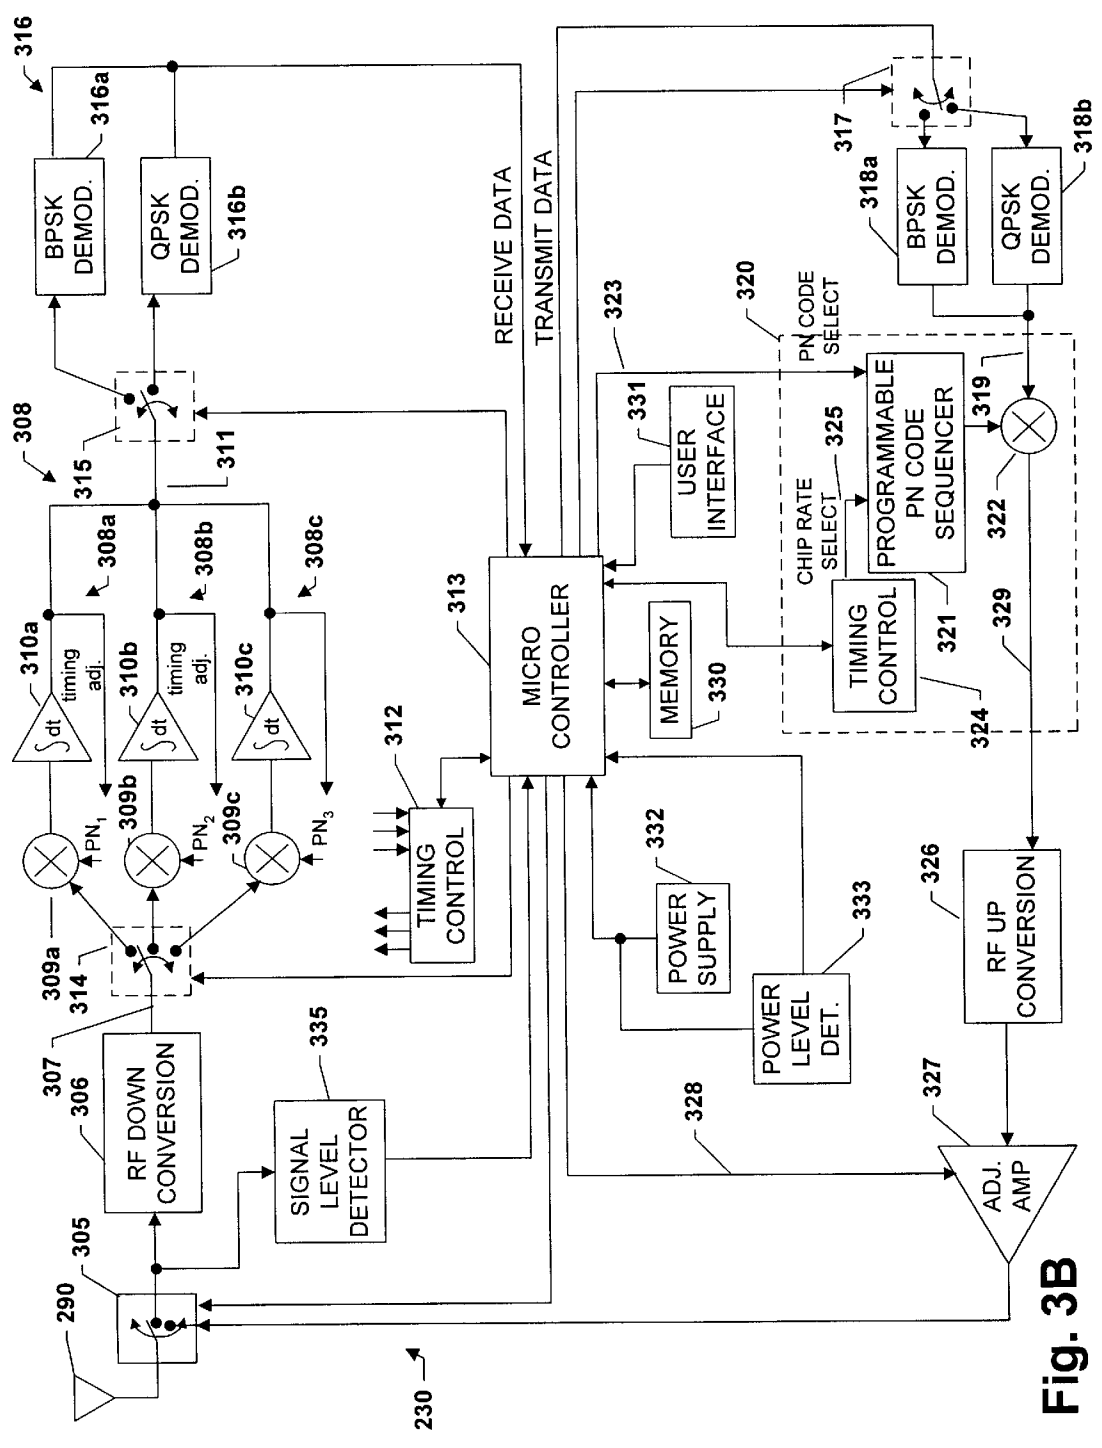 290
305
306
RF DOWN
CONVERSION
307
314
309a
309b
309c
PN1
PN2
PN3
310a
∫dt
timing
adj.
310b
∫dt
timing
adj.
310c
∫dt
308
308a
308b
308c
311
315
316
BPSK
DEMOD.
316a
QPSK
DEMOD.
316b
335
SIGNAL
LEVEL
DETECTOR
312
TIMING
CONTROL
313
MICRO
CONTROLLER
RECEIVE DATA
TRANSMIT DATA
230
328
332
POWER
SUPPLY
333
POWER
LEVEL
DET.
MEMORY
330
331
USER
INTERFACE
323
320
PN CODE
SELECT
CHIP RATE
SELECT
325
TIMING
CONTROL
324
PROGRAMMABLE
PN CODE
SEQUENCER
321
322
319
317
318a
BPSK
DEMOD.
QPSK
DEMOD.
318b
329
326
RF UP
CONVERSION
327
ADJ.
AMP
Fig. 3B